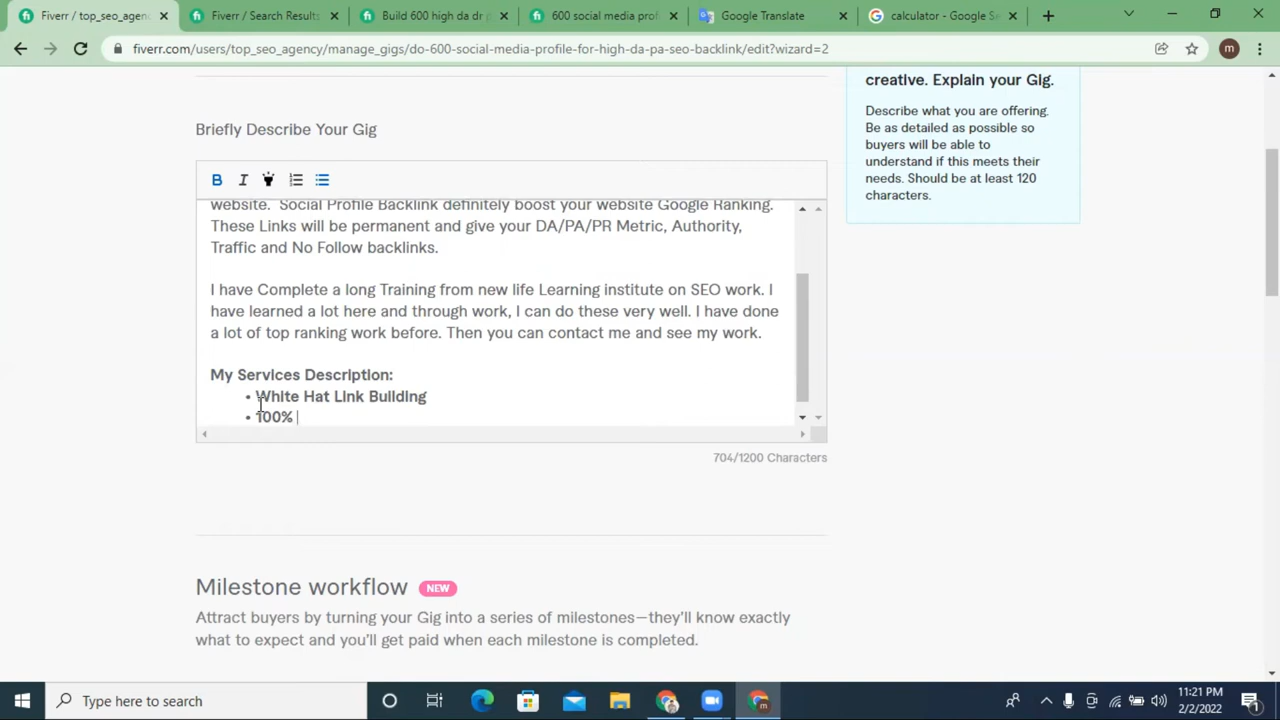 Fiverr / top_seo_agenc
Fiverr / Search Results
Build 600 high da dr p
600 social media prof
Google Translate
calculator - Google Se
fiverr.com/users/top_seo_agency/manage_gigs/do-600-social-media-profile-for-high-da-pa-seo-backlink/edit?wizard=2
m
creative. Explain your Gig.
Describe what you are offering.
Be as detailed as possible so
buyers will be able to
understand if this meets their
needs. Should be at least 120
characters.
Briefly Describe Your Gig
B I
website. Social Profile Backlink definitely boost your website Google Ranking.
These Links will be permanent and give your DA/PA/PR Metric, Authority,
Traffic and No Follow backlinks.
I have Complete a long Training from new life Learning institute on SEO work. I
have learned a lot here and through work, I can do these very well. I have done
a lot of top ranking work before. Then you can contact me and see my work.
My Services Description:
• White Hat Link Building
• 100%
704/1200 Characters
Milestone workflow NEW
Attract buyers by turning your Gig into a series of milestones—they'll know exactly
what to expect and you'll get paid when each milestone is completed.
Type here to search
11:21 PM
2/2/2022